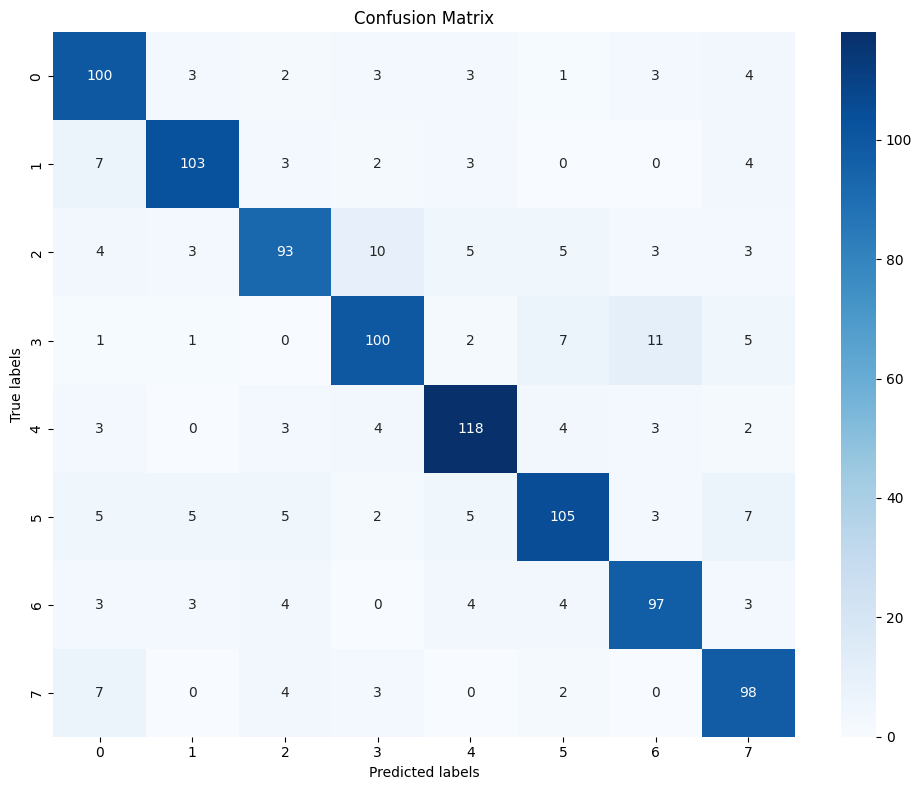 Confusion Matrix
0 100 3 2 3 3 1 3 4
1 7 103 3 2 3 0 0 4
2 4 3 93 10 5 5 3 3
3 1 1 0 100 2 7 11 5
4 3 0 3 4 118 4 3 2
5 5 5 5 2 5 105 3 7
6 3 3 4 0 4 4 97 3
7 7 0 4 3 0 2 0 98
0 1 2 3 4 5 6 7
True labels
Predicted labels
100
80
60
40
20
0